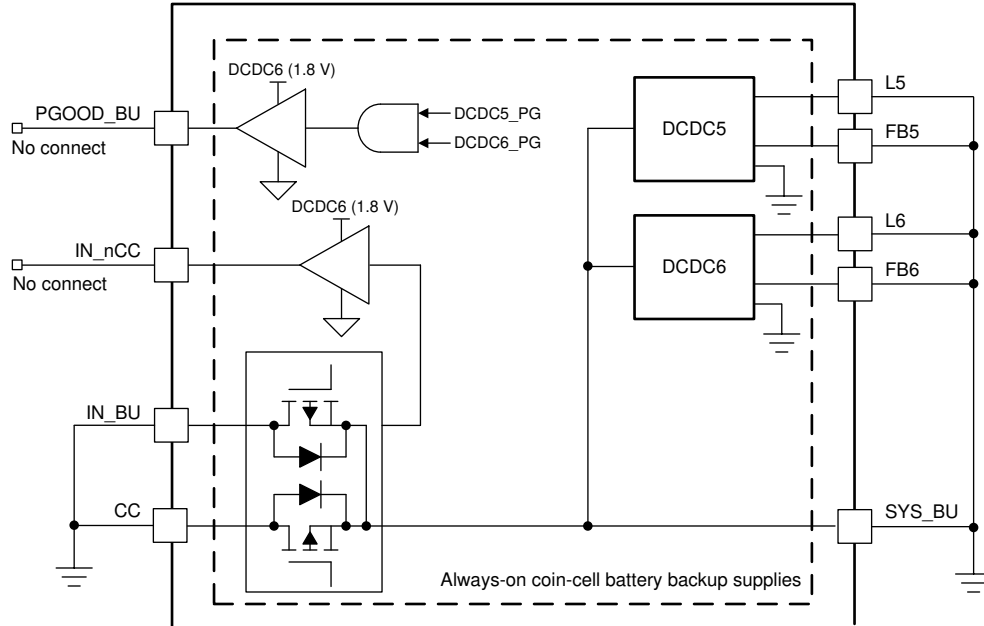 DCDC6 (1.8 V)
PGOOD_BU
No connect
DCDC5_PG
DCDC6_PG
DCDC5
L5
FB5
DCDC6 (1.8 V)
IN_nCC
No connect
DCDC6
L6
FB6
IN_BU
CC
SYS_BU
Always-on coin-cell battery backup supplies